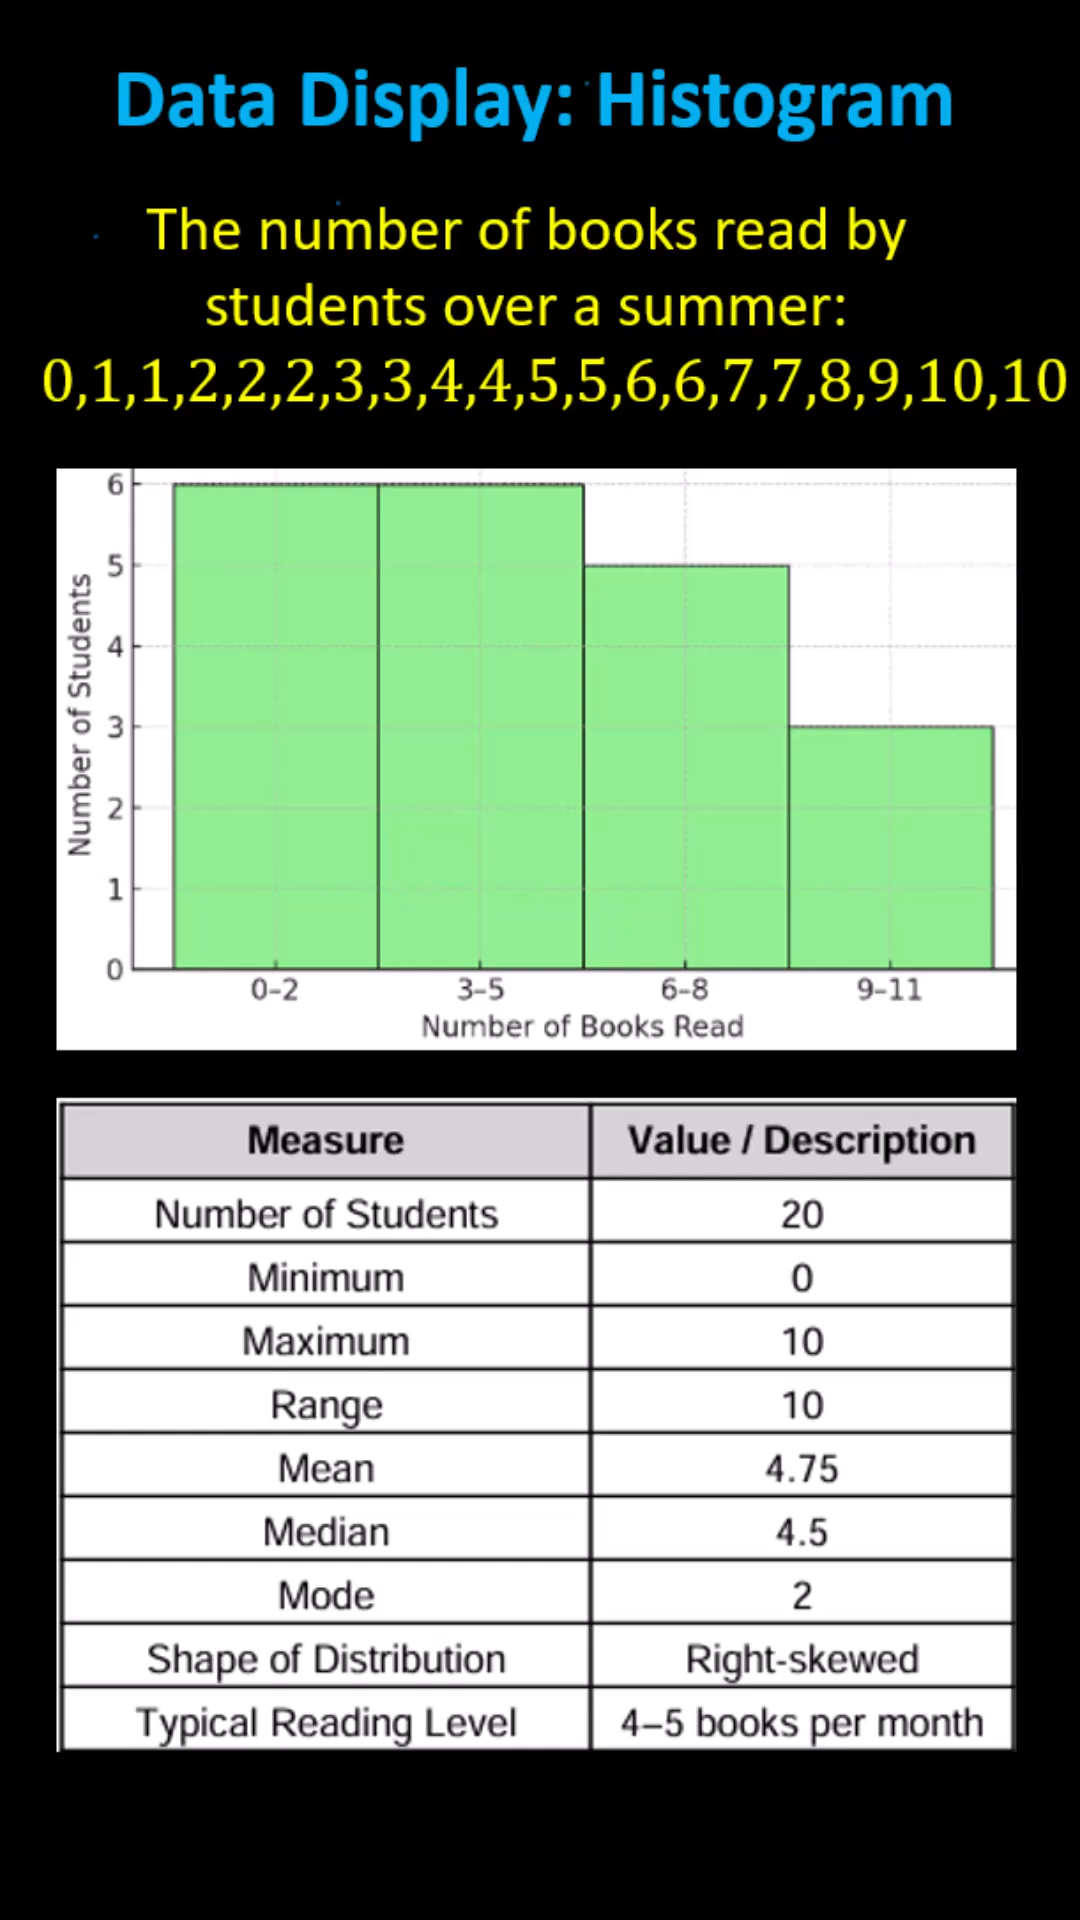 Data Display: Histogram
The number of books read by
students over a summer:
0,1,1,2,2,2,3,3,4,4,5,5,6,6,7,7,8,9,10,10
6
5
4
3
2
1
0
Number of Students
0–2 3–5 6–8 9–11
Number of Books Read
Measure Value / Description
Number of Students 20
Minimum 0
Maximum 10
Range 10
Mean 4.75
Median 4.5
Mode 2
Shape of Distribution Right-skewed
Typical Reading Level 4–5 books per month